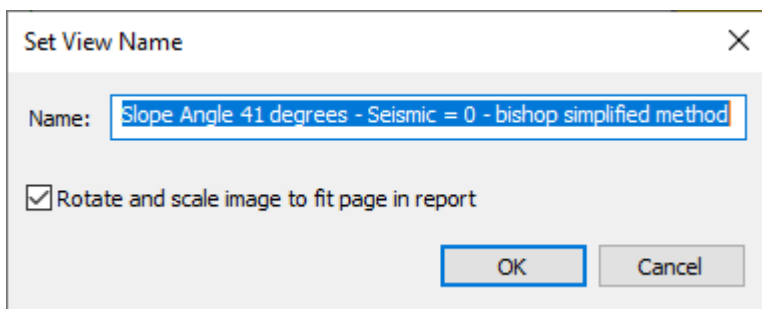 Set View Name
Name: Slope Angle 41 degrees - Seismic = 0 - bishop simplified method
Rotate and scale image to fit page in report
OK Cancel